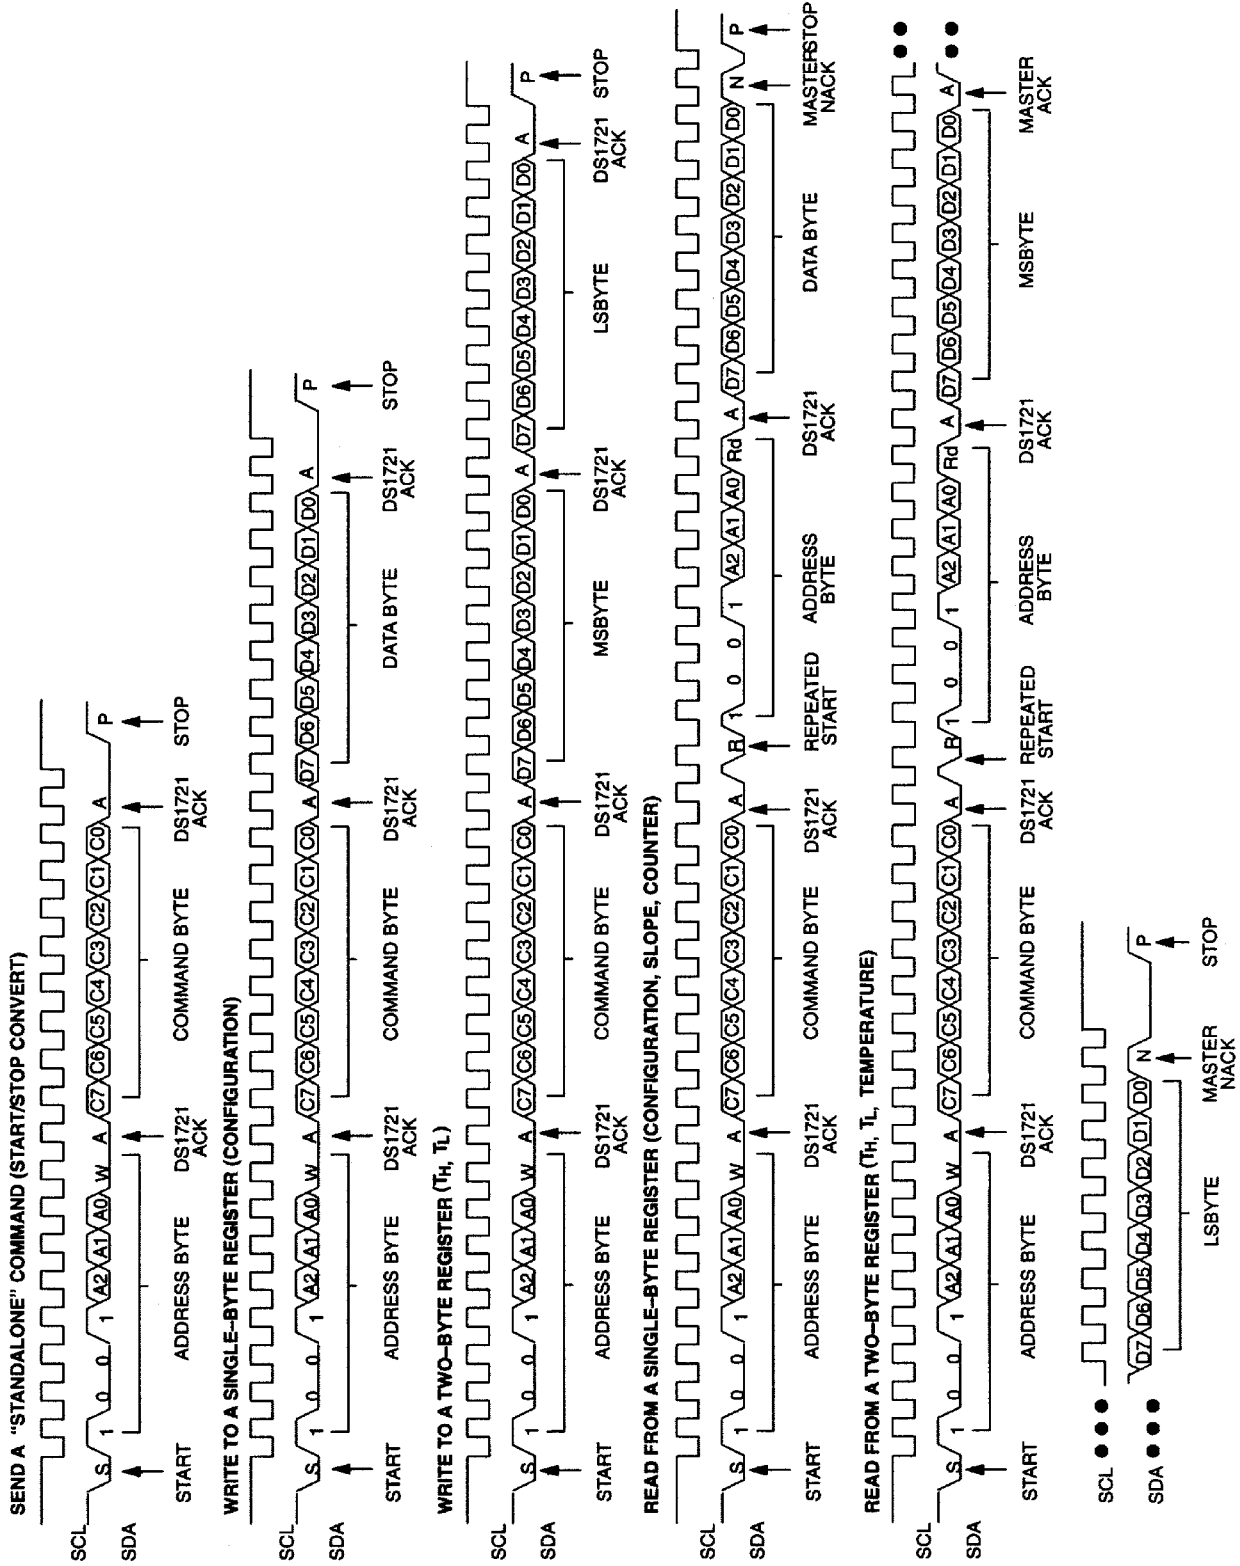 SEND A "STANDALONE" COMMAND (START/STOP CONVERT)
SCL
SDA
S 1 0 0 1 A2 A1 A0 W A C7 C6 C5 C4 C3 C2 C1 C0 A P
START ADDRESS BYTE DS1721 ACK COMMAND BYTE DS1721 ACK STOP
WRITE TO A SINGLE–BYTE REGISTER (CONFIGURATION)
SCL
SDA
S 1 0 0 1 A2 A1 A0 W A C7 C6 C5 C4 C3 C2 C1 C0 A D7 D6 D5 D4 D3 D2 D1 D0 A P
START ADDRESS BYTE DS1721 ACK COMMAND BYTE DS1721 ACK DATA BYTE DS1721 ACK STOP
WRITE TO A TWO–BYTE REGISTER (TH, TL)
SCL
SDA
S 1 0 0 1 A2 A1 A0 W A C7 C6 C5 C4 C3 C2 C1 C0 A D7 D6 D5 D4 D3 D2 D1 D0 A D7 D6 D5 D4 D3 D2 D1 D0 A P
START ADDRESS BYTE DS1721 ACK COMMAND BYTE DS1721 ACK MSBYTE DS1721 ACK LSBYTE DS1721 ACK STOP
READ FROM A SINGLE–BYTE REGISTER (CONFIGURATION, SLOPE, COUNTER)
SCL
SDA
S 1 0 0 1 A2 A1 A0 W A C7 C6 C5 C4 C3 C2 C1 C0 A R 1 0 0 1 A2 A1 A0 Rd A D7 D6 D5 D4 D3 D2 D1 D0 N P
START ADDRESS BYTE DS1721 ACK COMMAND BYTE DS1721 ACK REPEATED START ADDRESS BYTE DS1721 ACK DATA BYTE MASTER NACK STOP
READ FROM A TWO–BYTE REGISTER (TH, TL, TEMPERATURE)
SCL
SDA
S 1 0 0 1 A2 A1 A0 W A C7 C6 C5 C4 C3 C2 C1 C0 A R 1 0 0 1 A2 A1 A0 Rd A D7 D6 D5 D4 D3 D2 D1 D0 A
START ADDRESS BYTE DS1721 ACK COMMAND BYTE DS1721 ACK REPEATED START ADDRESS BYTE DS1721 ACK MSBYTE MASTER ACK
SCL
SDA
D7 D6 D5 D4 D3 D2 D1 D0 N P
LSBYTE MASTER NACK STOP